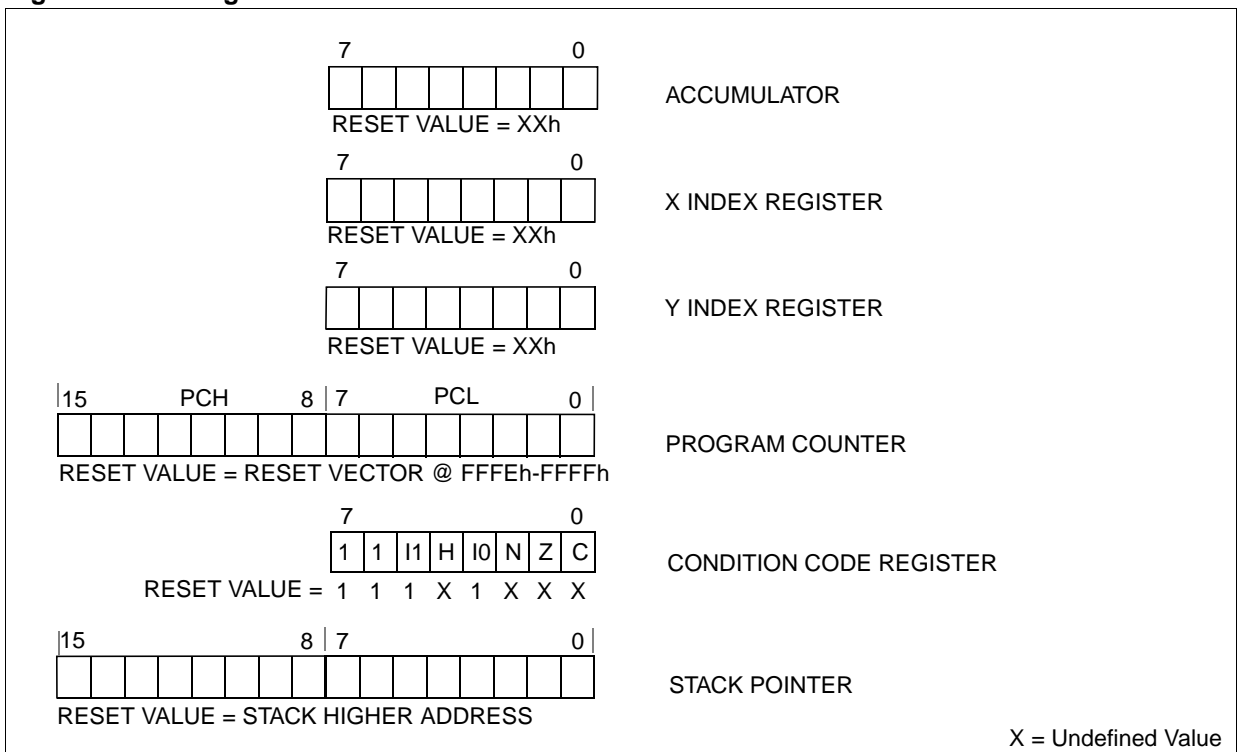 7 0
ACCUMULATOR
RESET VALUE = XXh
7 0
X INDEX REGISTER
RESET VALUE = XXh
7 0
Y INDEX REGISTER
RESET VALUE = XXh
15 PCH 8 7 PCL 0
PROGRAM COUNTER
RESET VALUE = RESET VECTOR @ FFFEh-FFFFh
7 0
1 1 I1 H I0 N Z C
CONDITION CODE REGISTER
RESET VALUE = 1 1 1 X 1 X X X
15 8 7 0
STACK POINTER
RESET VALUE = STACK HIGHER ADDRESS
X = Undefined Value